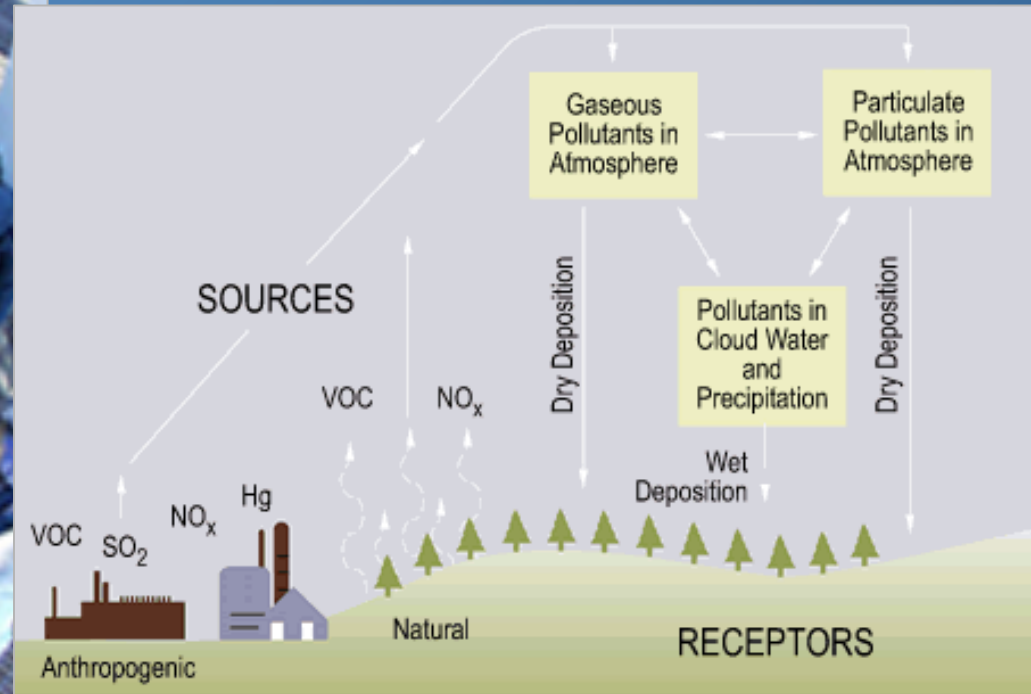 Gaseous
Pollutants in
Atmosphere
Particulate
Pollutants in
Atmosphere
SOURCES
Dry Deposition
Pollutants in
Cloud Water
and
Precipitation
Dry Deposition
VOC
NOₓ
Wet
Deposition
VOC
SO₂
NOₓ
Hg
Natural
RECEPTORS
Anthropogenic